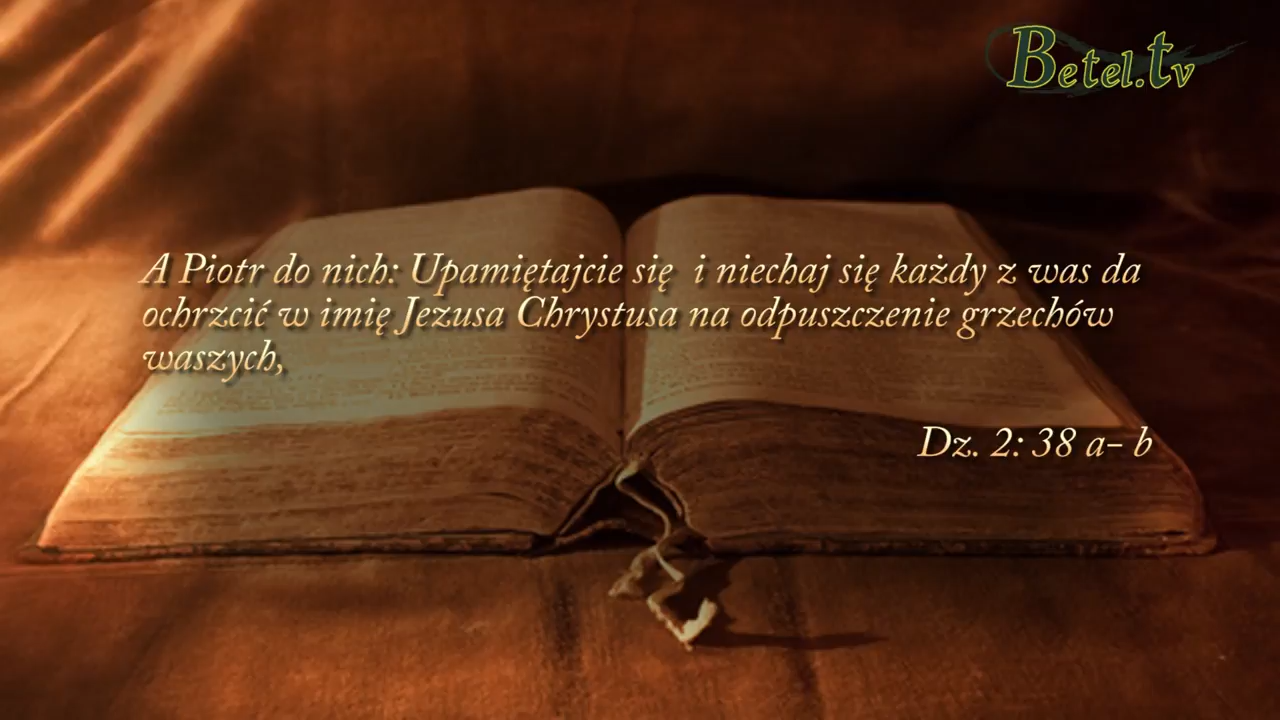 Betel.tv
A Piotr do nich: Upamiętajcie się  i niechaj się każdy z was da
ochrzcić w imię Jezusa Chrystusa na odpuszczenie grzechów
waszych,
Dz. 2: 38 a- b